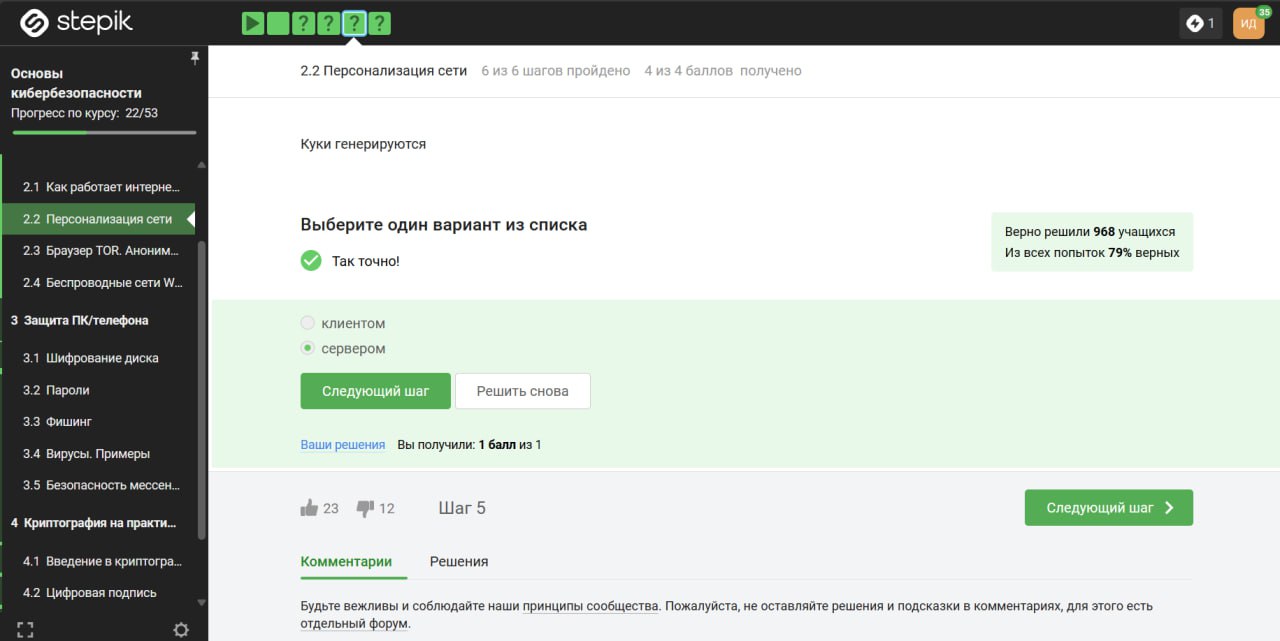 stepik
? ? ? ?
1
ИД
35
Основы
кибербезопасности
Прогресс по курсу: 22/53
2.1 Как работает интерне...
2.2 Персонализация сети
2.3 Браузер TOR. Аноним...
2.4 Беспроводные сети W...
3 Защита ПК/телефона
3.1 Шифрование диска
3.2 Пароли
3.3 Фишинг
3.4 Вирусы. Примеры
3.5 Безопасность мессен...
4 Криптография на практи...
4.1 Введение в криптогра...
4.2 Цифровая подпись
2.2 Персонализация сети 6 из 6 шагов пройдено 4 из 4 баллов получено
Куки генерируются
Выберите один вариант из списка
Так точно!
Верно решили 968 учащихся
Из всех попыток 79% верных
клиентом
сервером
Следующий шаг Решить снова
Ваши решения Вы получили: 1 балл из 1
23 12 Шаг 5
Следующий шаг
Комментарии Решения
Будьте вежливы и соблюдайте наши принципы сообщества. Пожалуйста, не оставляйте решения и подсказки в комментариях, для этого есть
отдельный форум.